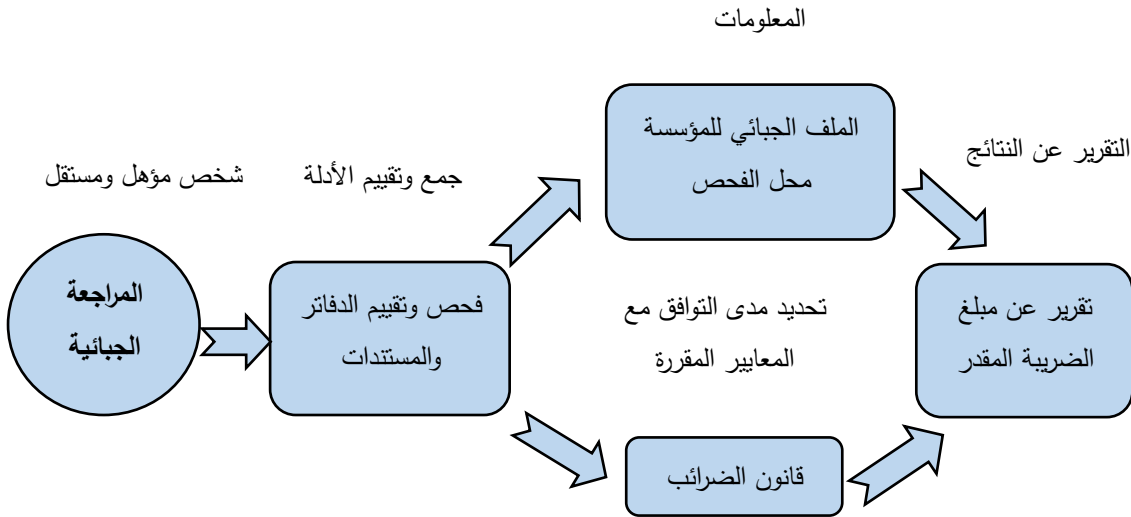 المعلومات
الملف الجبائي للمؤسسة
محل الفحص
التقرير عن النتائج
جمع وتقييم الأدلة
شخص مؤهل ومستقل
المراجعة
الجبائية
فحص وتقييم الدفاتر
والمستندات
تحديد مدى التوافق مع
المعايير المقررة
تقرير عن مبلغ
الضريبة المقدر
قانون الضرائب